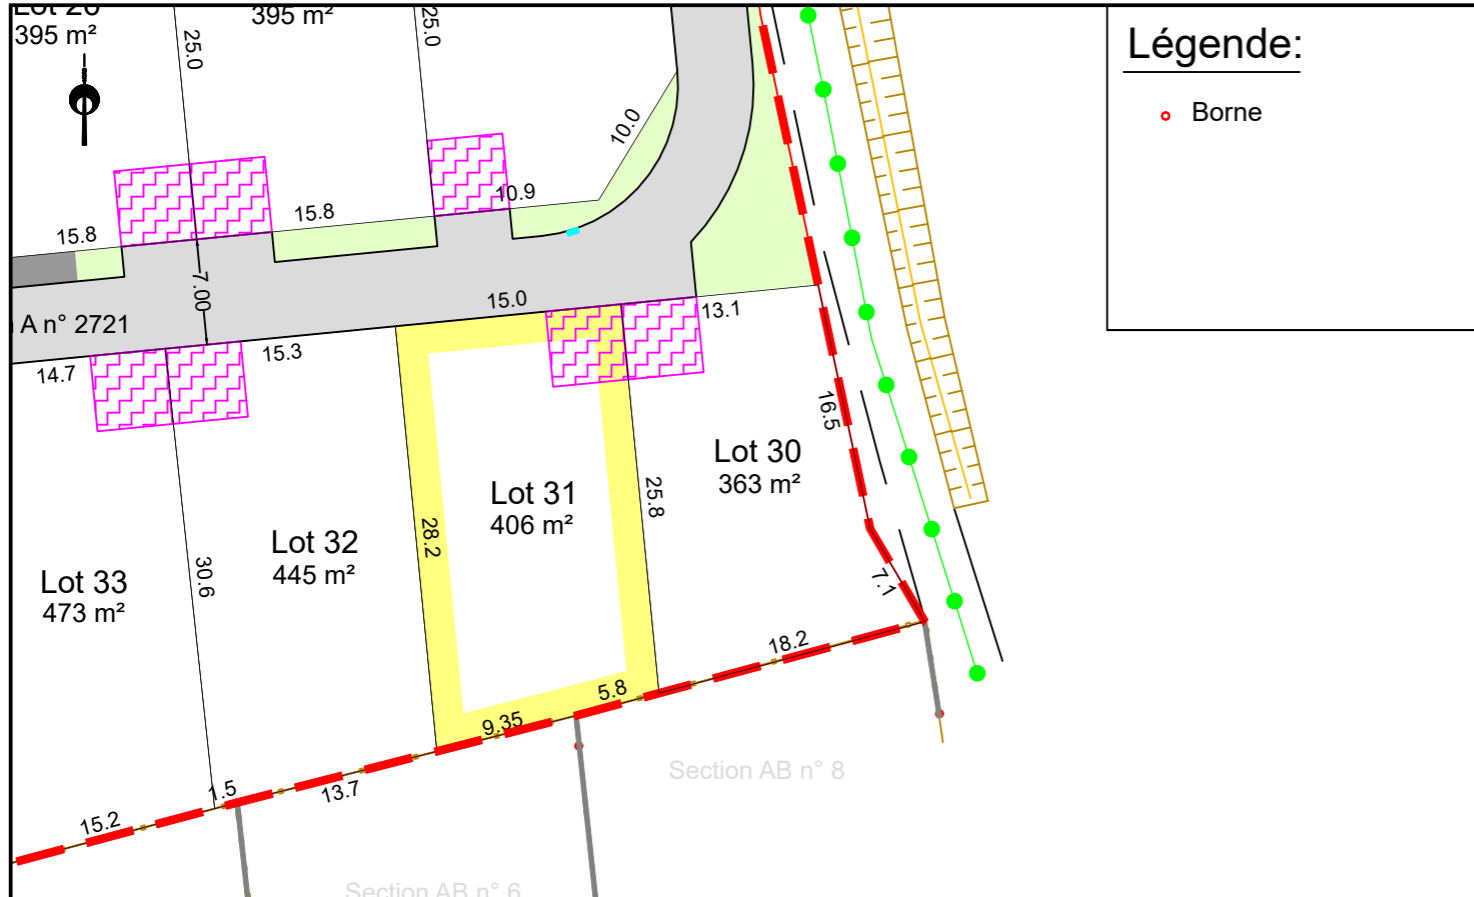 Lot 20
395 m²
395 m²
25.0
25.0
Légende:
Borne
10.0
10.9
15.8
15.8
7.00
15.0
13.1
A n° 2721
15.3
14.7
16.5
Lot 30
363 m²
Lot 31
406 m²
25.8
28.2
Lot 32
445 m²
30.6
Lot 33
473 m²
7.1
18.2
5.8
9.35
Section AB n° 8
13.7
1.5
15.2
Section AB n° 6